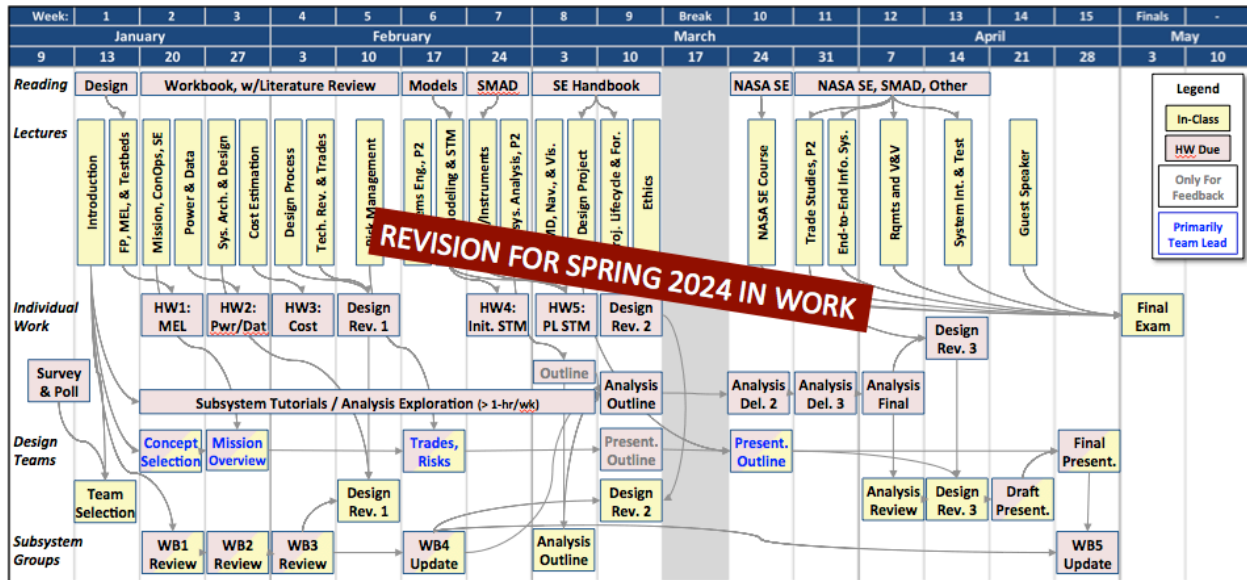 Week: 1 2 3 4 5 6 7 8 9 Break 10 11 12 13 14 15 Finals -
January February March April May
9 13 20 27 3 10 17 24 3 10 17 24 31 7 14 21 28 3 10
Reading
Design
Workbook, w/Literature Review
Models
SMAD
SE Handbook
NASA SE
NASA SE, SMAD, Other
Legend
In-Class
HW Due
Only For
Feedback
Primarily
Team Lead
Lectures
Introduction
FP, MEL, & Testbeds
Mission, ConOps, SE
Power & Data
Sys. Arch. & Design
Cost Estimation
Design Process
Tech. Rev. & Trades
Risk Management
ems Eng., P2
Modeling & STM
/Instruments
sys. Analysis, P2
MD, Nav., & Vis.
Design Project
roj. Lifecycle & For.
Ethics
NASA SE Course
Trade Studies, P2
End-to-End Info. Sys.
Rqmts and V&V
System Int. & Test
Guest Speaker
REVISION FOR SPRING 2024 IN WORK
Individual
Work
HW1:
MEL
HW2:
Pwr/Dat
HW3:
Cost
Design
Rev. 1
HW4:
Init. STM
HW5:
PL STM
Design
Rev. 2
Design
Rev. 3
Final
Exam
Survey
& Poll
Outline
Subsystem Tutorials / Analysis Exploration (> 1-hr/wk)
Analysis
Outline
Analysis
Del. 2
Analysis
Del. 3
Analysis
Final
Design
Teams
Concept
Selection
Mission
Overview
Trades,
Risks
Present.
Outline
Present.
Outline
Final
Present.
Team
Selection
Design
Rev. 1
Design
Rev. 2
Analysis
Review
Design
Rev. 3
Draft
Present.
Subsystem
Groups
WB1
Review
WB2
Review
WB3
Review
WB4
Update
Analysis
Outline
WB5
Update